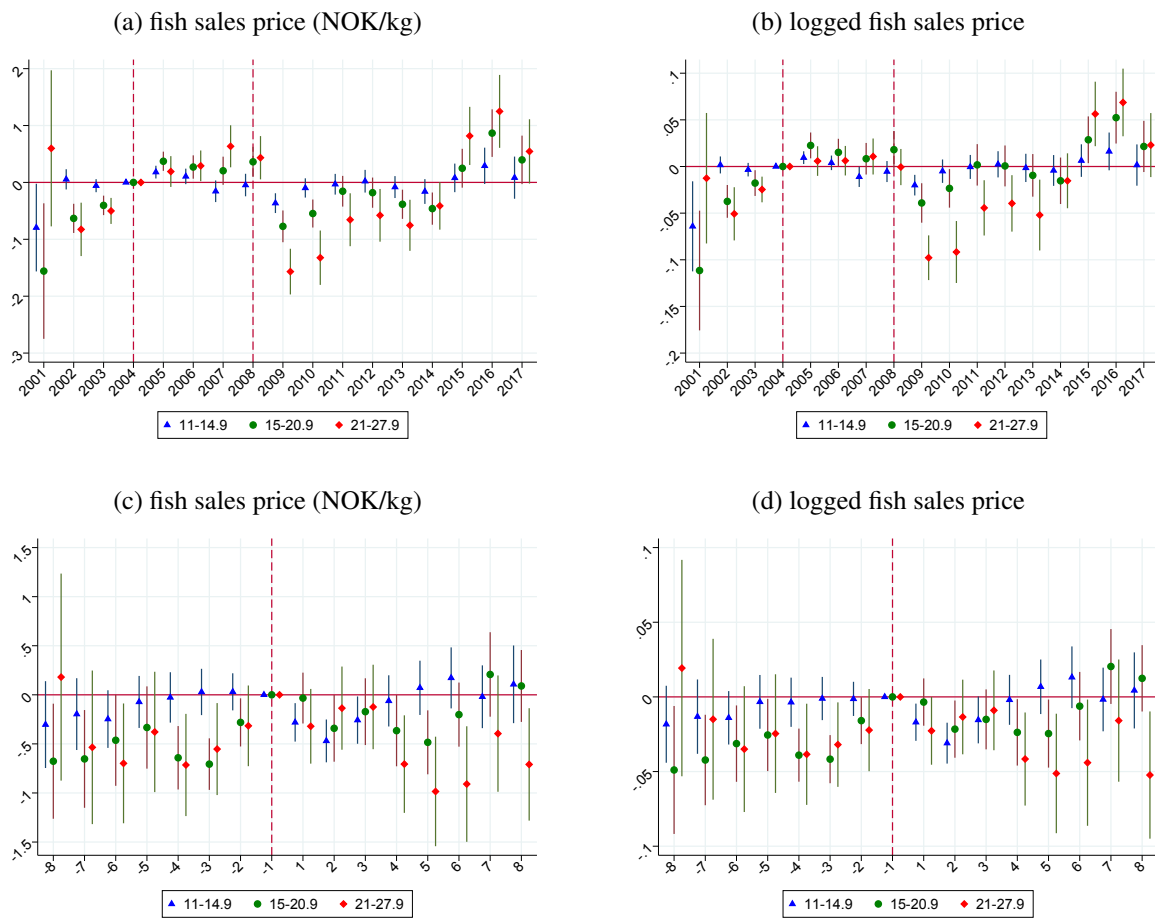 (a) fish sales price (NOK/kg)
2
1
0
-1
-2
-3
2001 2002 2003 2004 2005 2006 2007 2008 2009 2010 2011 2012 2013 2014 2015 2016 2017
11-14.9 15-20.9 21-27.9
(b) logged fish sales price
.1
.05
0
-.05
-.1
-.15
-.2
2001 2002 2003 2004 2005 2006 2007 2008 2009 2010 2011 2012 2013 2014 2015 2016 2017
11-14.9 15-20.9 21-27.9
(c) fish sales price (NOK/kg)
1.5
1
.5
0
-.5
-1
-1.5
-8 -7 -6 -5 -4 -3 -2 -1 1 2 3 4 5 6 7 8
11-14.9 15-20.9 21-27.9
(d) logged fish sales price
.1
.05
0
-.05
-.1
-8 -7 -6 -5 -4 -3 -2 -1 1 2 3 4 5 6 7 8
11-14.9 15-20.9 21-27.9